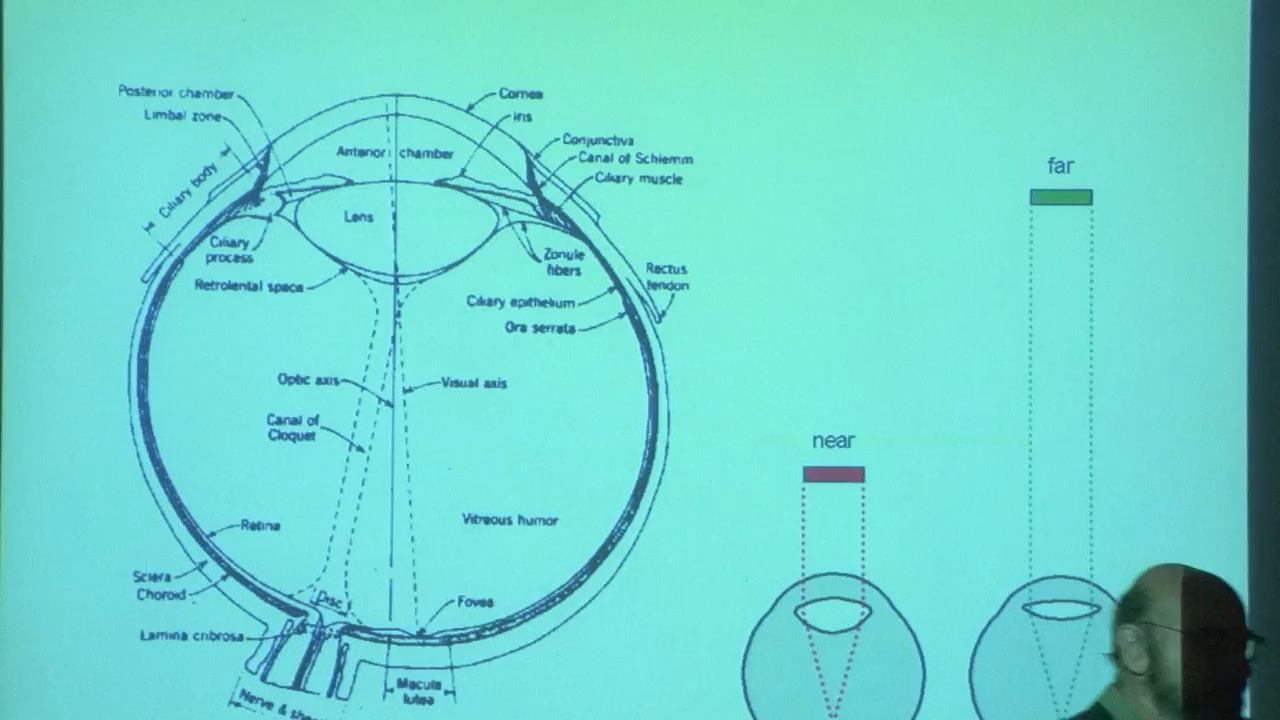 Posterior chamber
Limbal zone
Ciliary body
Cornea
Iris
Conjunctiva
Canal of Schlemm
Ciliary muscle
Anterior chamber
Lens
Ciliary
process
Zonule
fibers
Retrolental space
Rectus
tendon
Ciliary epithelium
Ora serrata
Optic axis
Visual axis
Canal of
Cloquet
Retina
Vitreous humor
Sclera
Choroid
Disc
Fovea
Lamina cribrosa
Macula
lutea
Nerve &
near
far